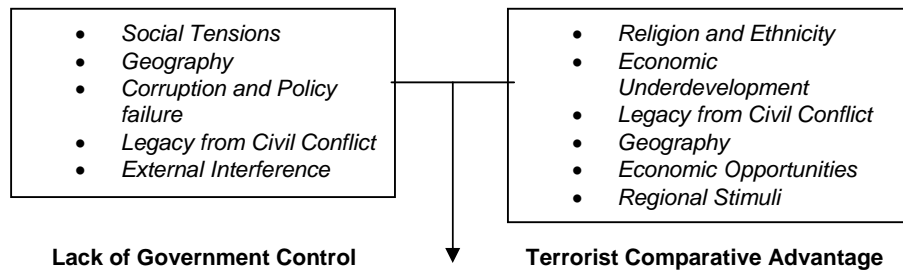 • Social Tensions
• Geography
• Corruption and Policy
failure
• Legacy from Civil Conflict
• External Interference
• Religion and Ethnicity
• Economic
Underdevelopment
• Legacy from Civil Conflict
• Geography
• Economic Opportunities
• Regional Stimuli
Lack of Government Control
Terrorist Comparative Advantage